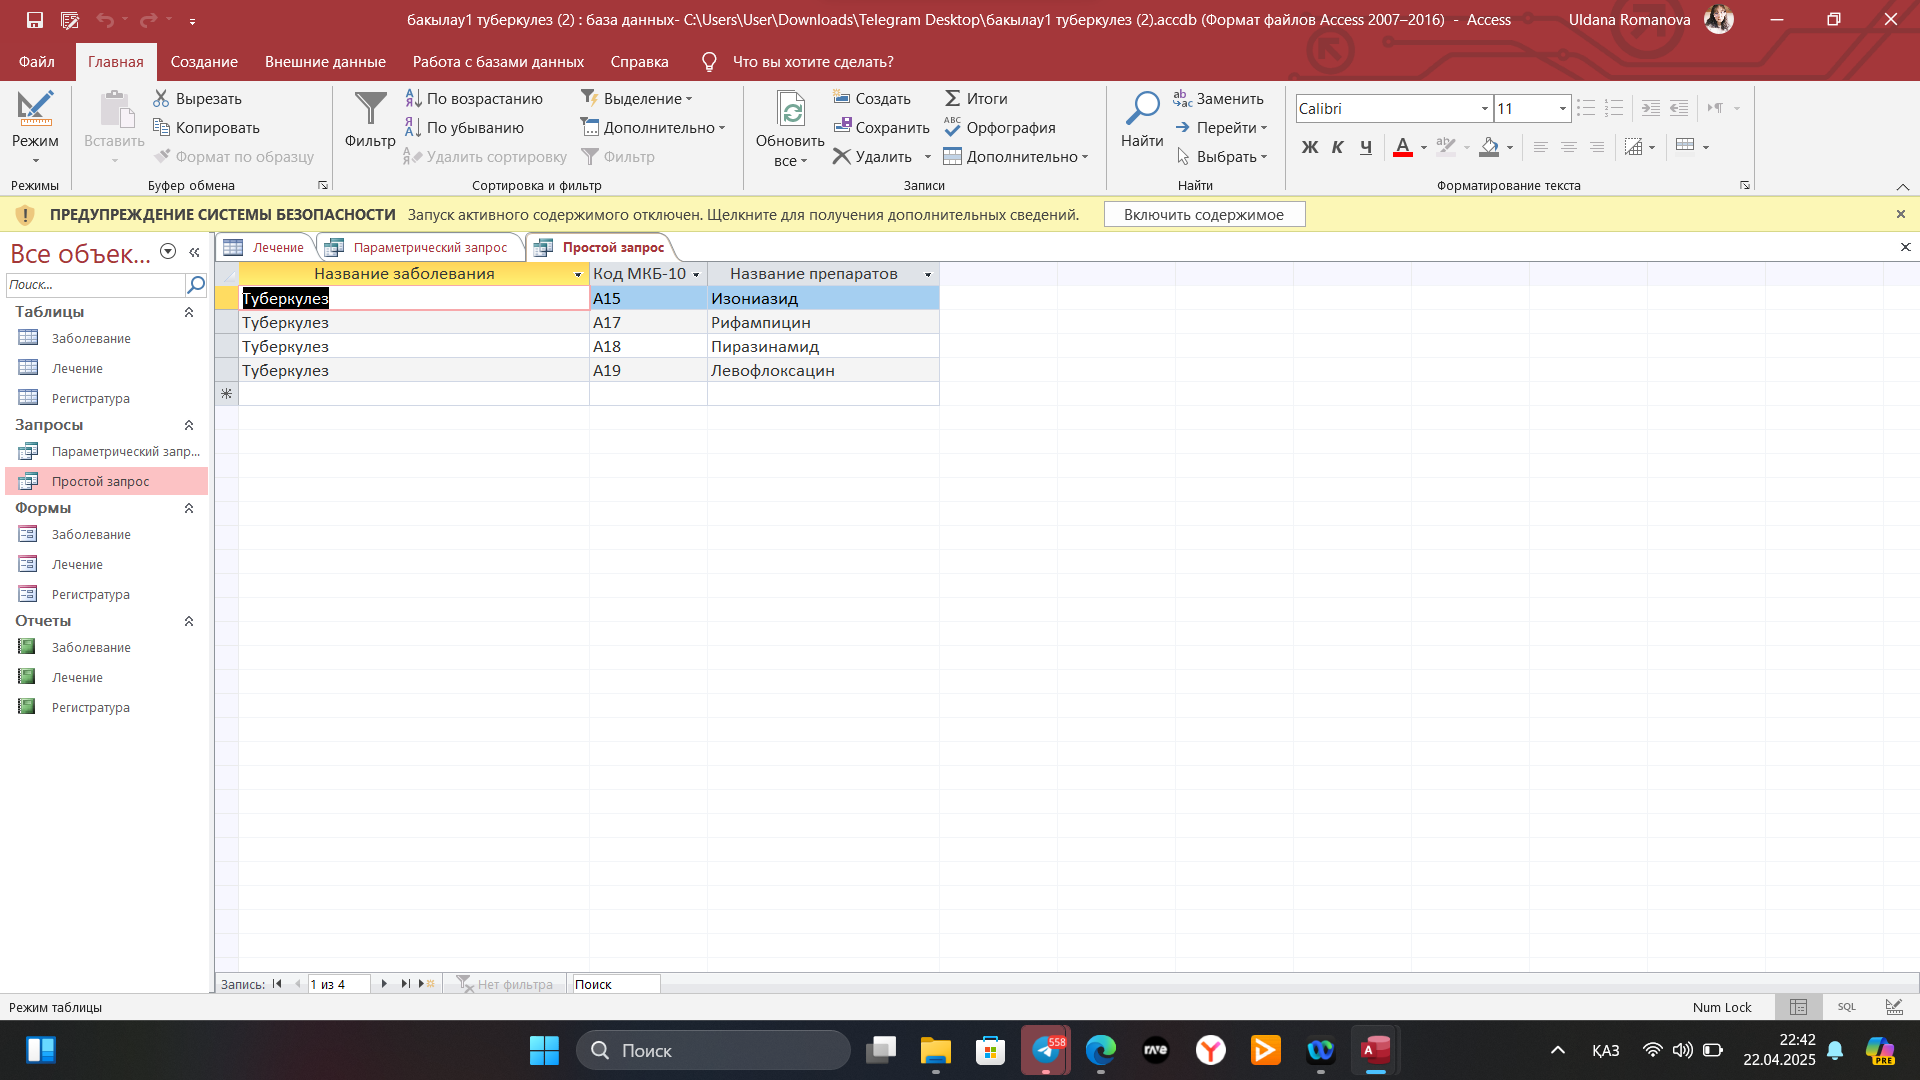 бакылау1 туберкулез (2) : база данных- C:\Users\User\Downloads\Telegram Desktop\бакылау1 туберкулез (2).accdb (Формат файлов Access 2007–2016) - Access
Uldana Romanova
Файл Главная Создание Внешние данные Работа с базами данных Справка Что вы хотите сделать?
Режим
Режимы
Вставить
Вырезать
Копировать
Формат по образцу
Буфер обмена
Фильтр
По возрастанию
По убыванию
Удалить сортировку
Выделение
Дополнительно
Фильтр
Сортировка и фильтр
Обновить все
Создать
Сохранить
Удалить
Итоги
Орфография
Дополнительно
Записи
Найти
Заменить
Перейти
Выбрать
Найти
Calibri 11
Ж К Ч
Форматирование текста
ПРЕДУПРЕЖДЕНИЕ СИСТЕМЫ БЕЗОПАСНОСТИ Запуск активного содержимого отключен. Щелкните для получения дополнительных сведений. Включить содержимое
Все объек...
Поиск...
Таблицы
Заболевание
Лечение
Регистратура
Запросы
Параметрический запр...
Простой запрос
Формы
Заболевание
Лечение
Регистратура
Отчеты
Заболевание
Лечение
Регистратура
Лечение Параметрический запрос Простой запрос
Название заболевания Код МКБ-10 Название препаратов
Туберкулез A15 Изониазид
Туберкулез A17 Рифампицин
Туберкулез A18 Пиразинамид
Туберкулез A19 Левофлоксацин
Запись: 1 из 4 Нет фильтра Поиск
Режим таблицы Num Lock SQL
Поиск
558
rave
ҚАЗ
22:42
22.04.2025
PRE